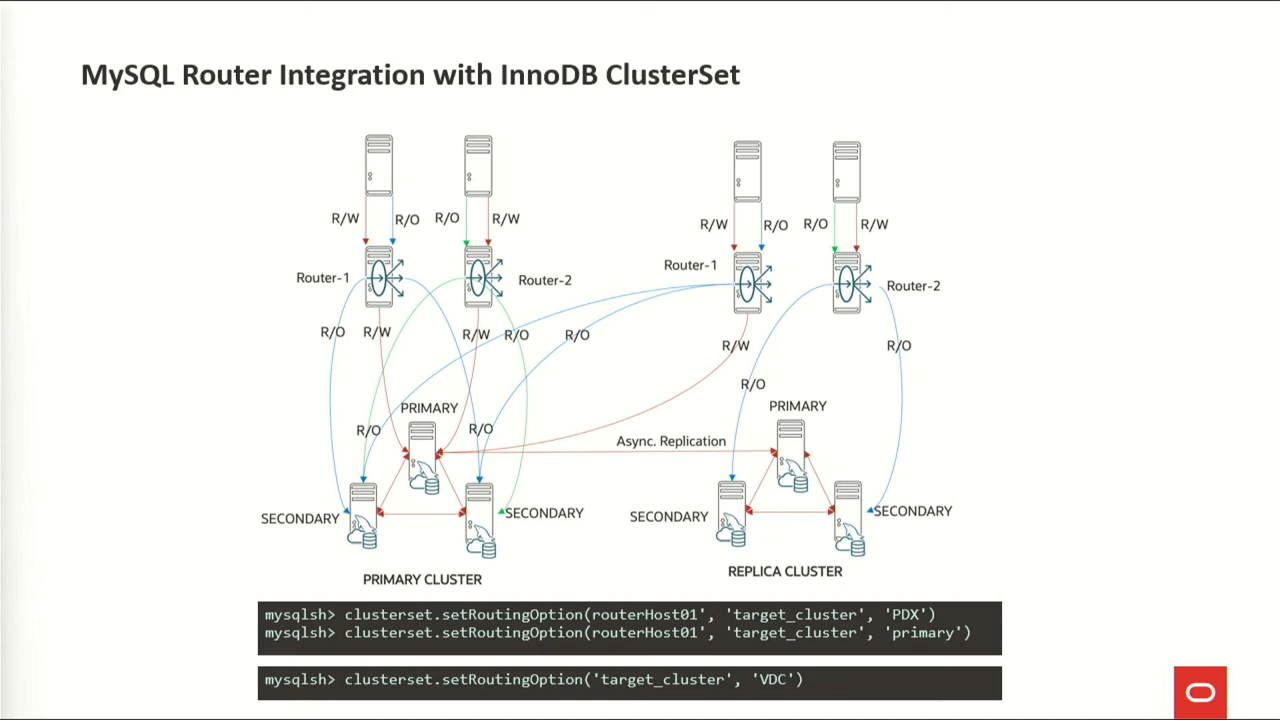 MySQL Router Integration with InnoDB ClusterSet
R/W
R/O
R/O
R/W
R/W
R/O
R/O
R/W
Router-1
Router-2
Router-1
Router-2
R/O
R/W
R/W
R/O
R/O
R/W
R/O
R/O
PRIMARY
PRIMARY
R/O
R/O
Async. Replication
SECONDARY
SECONDARY
SECONDARY
SECONDARY
PRIMARY CLUSTER
REPLICA CLUSTER
mysqlsh> clusterset.setRoutingOption(routerHost01', 'target_cluster', 'PDX')
mysqlsh> clusterset.setRoutingOption(routerHost01', 'target_cluster', 'primary')
mysqlsh> clusterset.setRoutingOption('target_cluster', 'VDC')